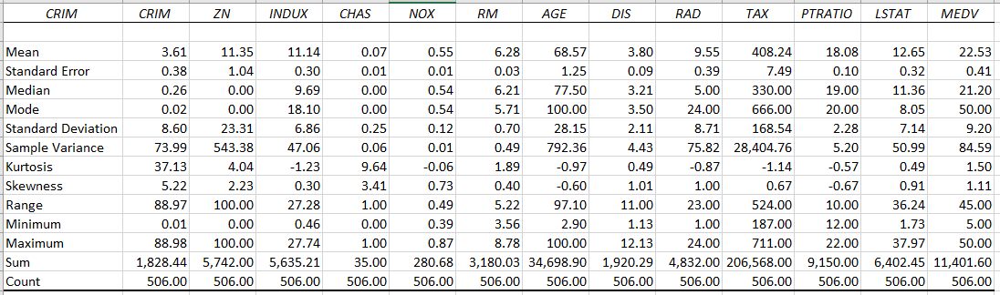 CRIM CRIM ZN INDUX CHAS NOX RM AGE DIS RAD TAX PTRATIO LSTAT MEDV
Mean 3.61 11.35 11.14 0.07 0.55 6.28 68.57 3.80 9.55 408.24 18.08 12.65 22.53
Standard Error 0.38 1.04 0.30 0.01 0.01 0.03 1.25 0.09 0.39 7.49 0.10 0.32 0.41
Median 0.26 0.00 9.69 0.00 0.54 6.21 77.50 3.21 5.00 330.00 19.00 11.36 21.20
Mode 0.02 0.00 18.10 0.00 0.54 5.71 100.00 3.50 24.00 666.00 20.00 8.05 50.00
Standard Deviation 8.60 23.31 6.86 0.25 0.12 0.70 28.15 2.11 8.71 168.54 2.28 7.14 9.20
Sample Variance 73.99 543.38 47.06 0.06 0.01 0.49 792.36 4.43 75.82 28,404.76 5.20 50.99 84.59
Kurtosis 37.13 4.04 -1.23 9.64 -0.06 1.89 -0.97 0.49 -0.87 -1.14 -0.57 0.49 1.50
Skewness 5.22 2.23 0.30 3.41 0.73 0.40 -0.60 1.01 1.00 0.67 -0.67 0.91 1.11
Range 88.97 100.00 27.28 1.00 0.49 5.22 97.10 11.00 23.00 524.00 10.00 36.24 45.00
Minimum 0.01 0.00 0.46 0.00 0.39 3.56 2.90 1.13 1.00 187.00 12.00 1.73 5.00
Maximum 88.98 100.00 27.74 1.00 0.87 8.78 100.00 12.13 24.00 711.00 22.00 37.97 50.00
Sum 1,828.44 5,742.00 5,635.21 35.00 280.68 3,180.03 34,698.90 1,920.29 4,832.00 206,568.00 9,150.00 6,402.45 11,401.60
Count 506.00 506.00 506.00 506.00 506.00 506.00 506.00 506.00 506.00 506.00 506.00 506.00 506.00